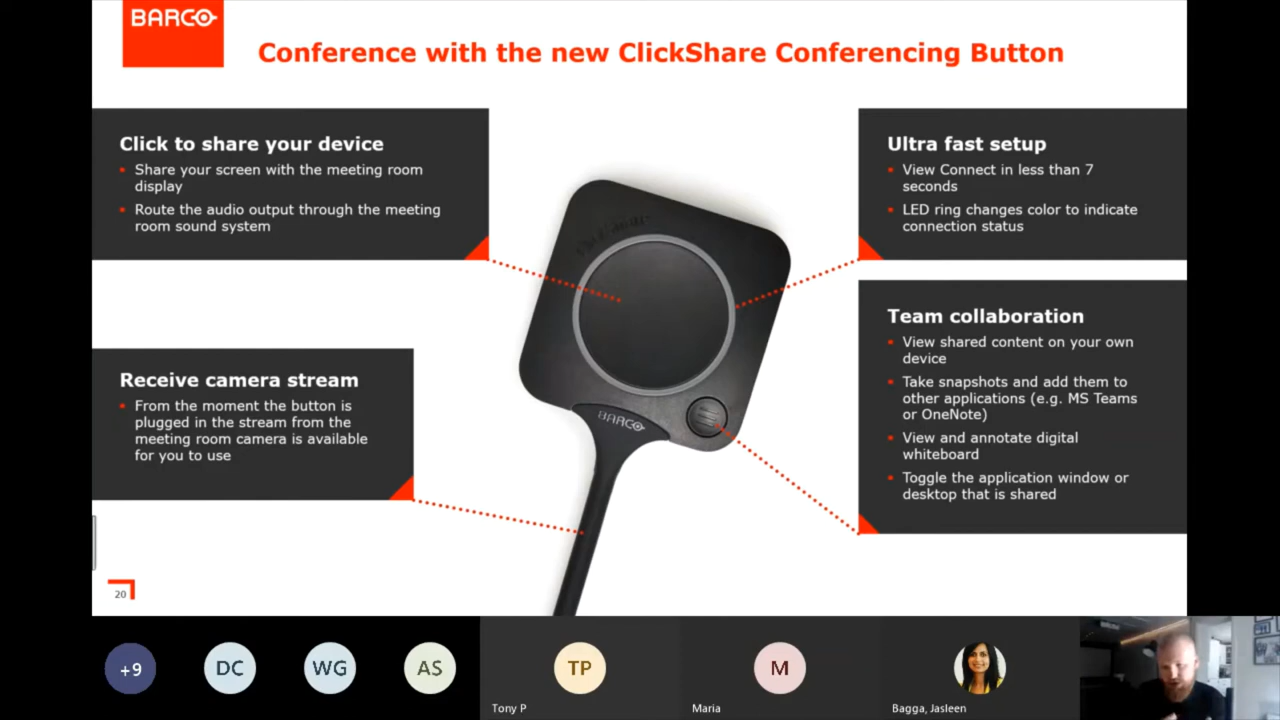 BARCO
Conference with the new ClickShare Conferencing Button
Click to share your device
Share your screen with the meeting room
display
Route the audio output through the meeting
room sound system
Ultra fast setup
View Connect in less than 7
seconds
LED ring changes color to indicate
connection status
Receive camera stream
From the moment the button is
plugged in the stream from the
meeting room camera is available
for you to use
Team collaboration
View shared content on your own
device
Take snapshots and add them to
other applications (e.g. MS Teams
or OneNote)
View and annotate digital
whiteboard
Toggle the application window or
desktop that is shared
BARCO
20
+9
DC
WG
AS
TP
M
Tony P
Maria
Bagga, Jasleen